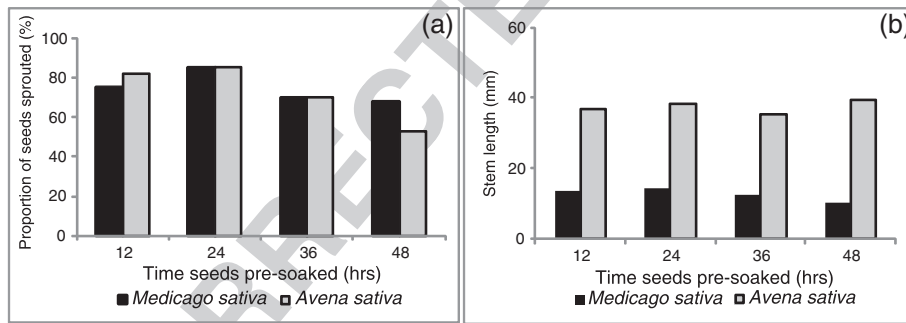 (a)
Proportion of seeds sprouted (%)
100
80
60
40
20
0
12 24 36 48
Time seeds pre-soaked (hrs)
Medicago sativa Avena sativa
(b)
Stem length (mm)
60
40
20
0
12 24 36 48
Time seeds pre-soaked (hrs)
Medicago sativa Avena sativa
RRECTE